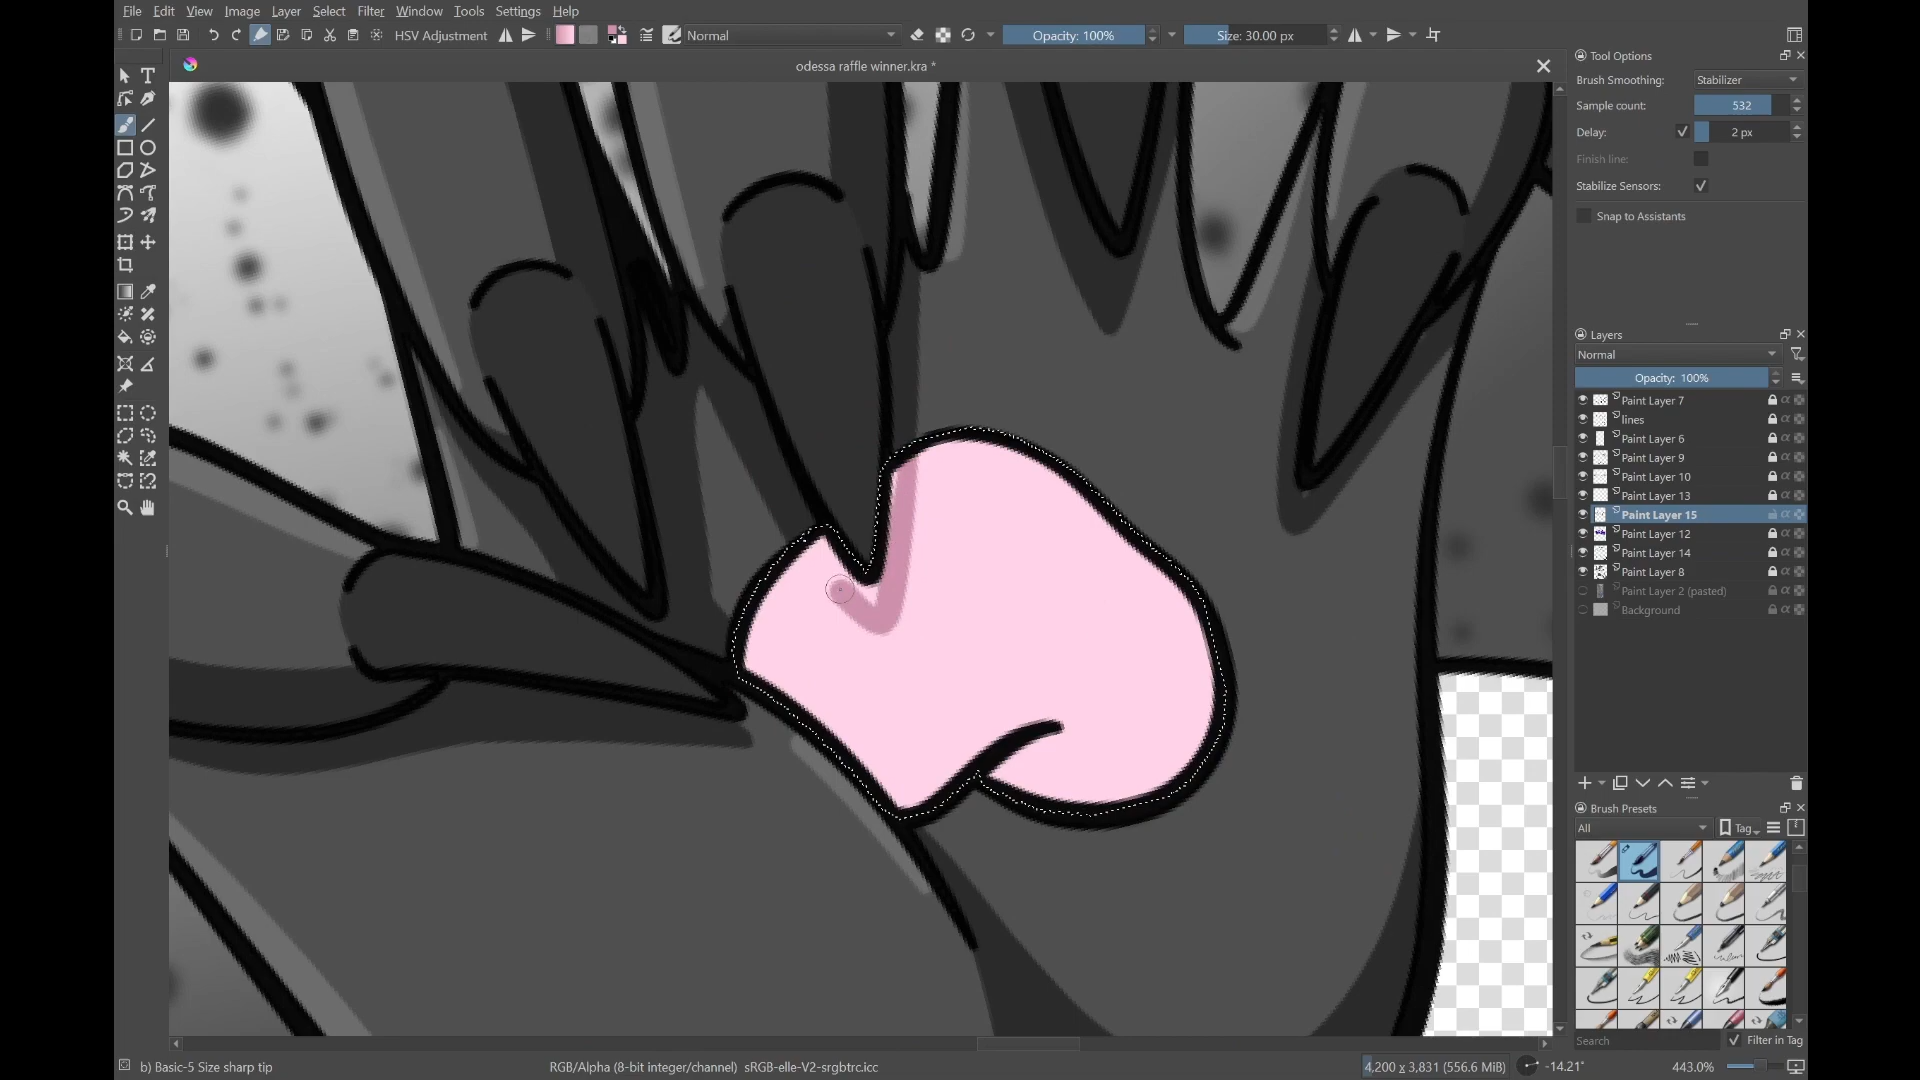 File Edit View Image Layer Select Filter Window Tools Settings Help
HSV Adjustment Normal Opacity: 100% Size: 30.00 px
odessa raffle winner.kra *
Tool Options
Brush Smoothing: Stabilizer
Sample count: 532
Delay: 2 px
Finish line:
Stabilize Sensors:
Snap to Assistants
Layers
Normal
Opacity: 100%
Paint Layer 7
lines
Paint Layer 6
Paint Layer 9
Paint Layer 10
Paint Layer 13
Paint Layer 15
Paint Layer 12
Paint Layer 14
Paint Layer 8
Paint Layer 2 (pasted)
Background
Brush Presets
All Tag
Search Filter in Tag
b) Basic-5 Size sharp tip RGB/Alpha (8-bit integer/channel) sRGB-elle-V2-srgbtrc.icc 4,200 x 3,831 (556.6 MiB) -14.21° 443.0%